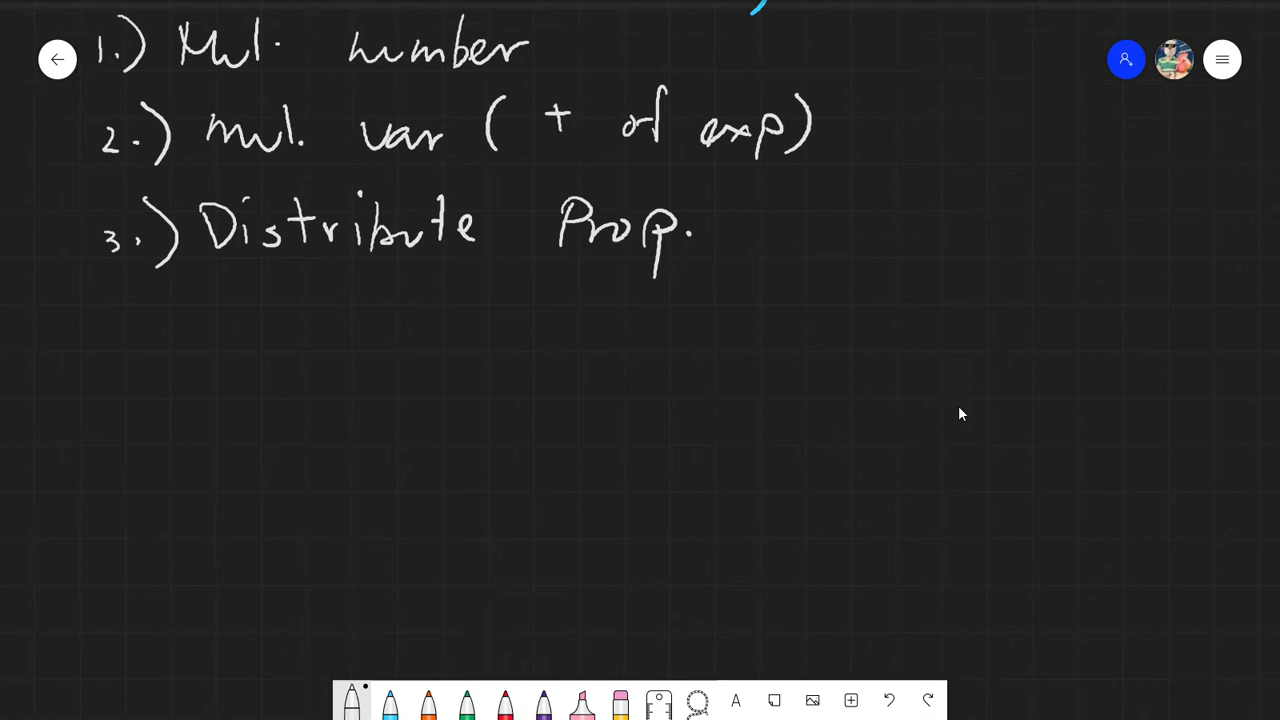 1.) Mul. number
2.) mul. var ( + of exp)
3.) Distribute Prop.
A